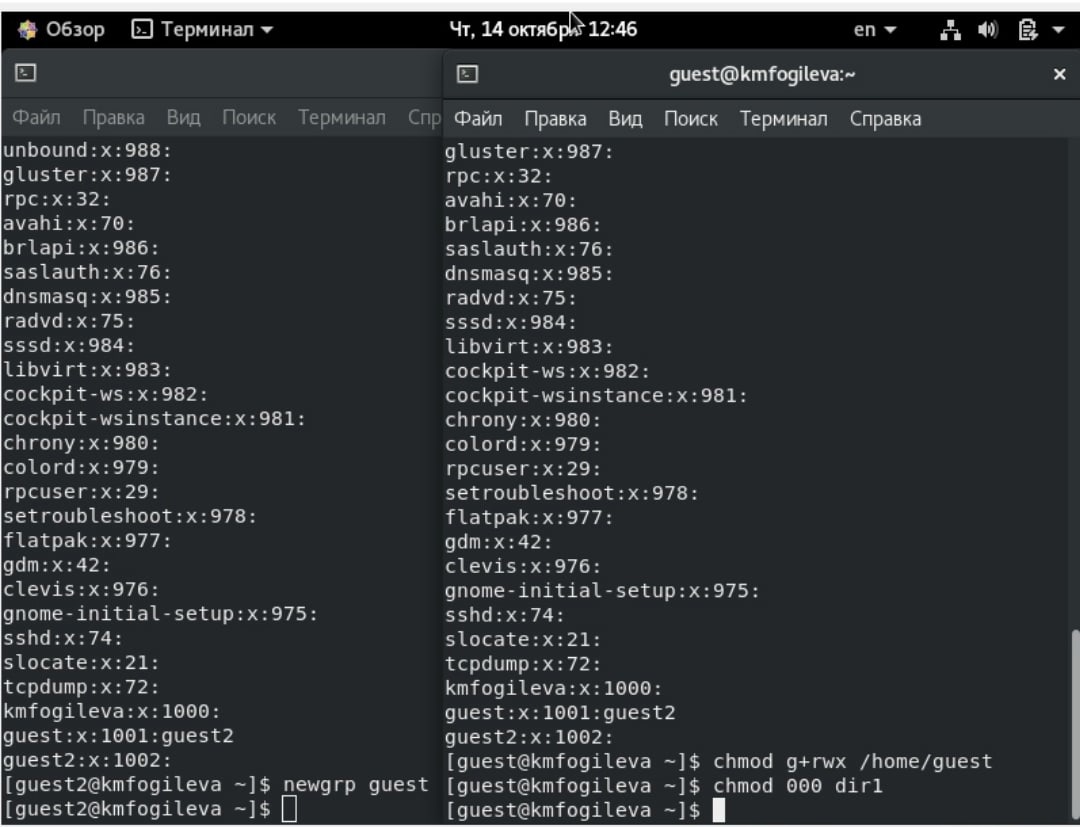 Обзор Терминал Чт, 14 октября 12:46 en
Файл Правка Вид Поиск Терминал Спр
unbound:x:988:
gluster:x:987:
rpc:x:32:
avahi:x:70:
brlapi:x:986:
saslauth:x:76:
dnsmasq:x:985:
radvd:x:75:
sssd:x:984:
libvirt:x:983:
cockpit-ws:x:982:
cockpit-wsinstance:x:981:
chrony:x:980:
colord:x:979:
rpcuser:x:29:
setroubleshoot:x:978:
flatpak:x:977:
gdm:x:42:
clevis:x:976:
gnome-initial-setup:x:975:
sshd:x:74:
slocate:x:21:
tcpdump:x:72:
kmfogileva:x:1000:
guest:x:1001:guest2
guest2:x:1002:
[guest2@kmfogileva ~]$ newgrp guest
[guest2@kmfogileva ~]$
guest@kmfogileva:~
Файл Правка Вид Поиск Терминал Справка
gluster:x:987:
rpc:x:32:
avahi:x:70:
brlapi:x:986:
saslauth:x:76:
dnsmasq:x:985:
radvd:x:75:
sssd:x:984:
libvirt:x:983:
cockpit-ws:x:982:
cockpit-wsinstance:x:981:
chrony:x:980:
colord:x:979:
rpcuser:x:29:
setroubleshoot:x:978:
flatpak:x:977:
gdm:x:42:
clevis:x:976:
gnome-initial-setup:x:975:
sshd:x:74:
slocate:x:21:
tcpdump:x:72:
kmfogileva:x:1000:
guest:x:1001:guest2
guest2:x:1002:
[guest@kmfogileva ~]$ chmod g+rwx /home/guest
[guest@kmfogileva ~]$ chmod 000 dir1
[guest@kmfogileva ~]$